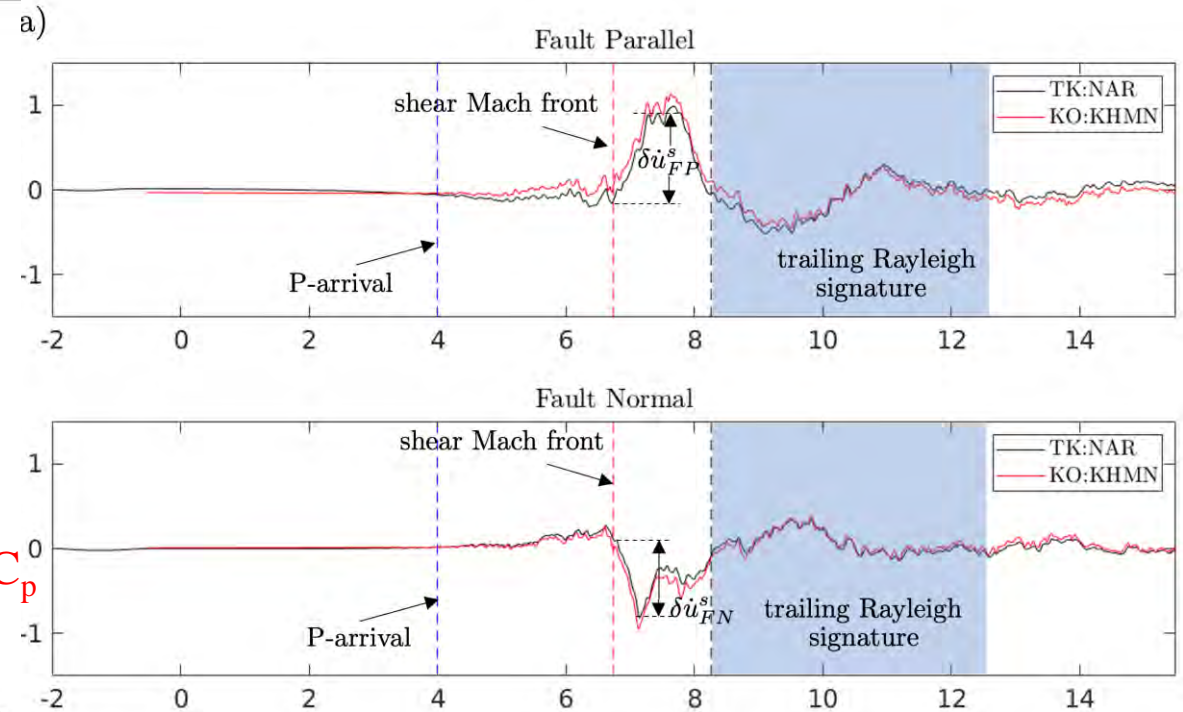 a)
Fault Parallel
1
0
-1
shear Mach front
P-arrival
δu̇ˢ_FP
TK:NAR
KO:KHMN
trailing Rayleigh
signature
-2 0 2 4 6 8 10 12 14
Fault Normal
1
0
-1
shear Mach front
C_p
P-arrival
δu̇ˢ_FN
TK:NAR
KO:KHMN
trailing Rayleigh
signature
-2 0 2 4 6 8 10 12 14